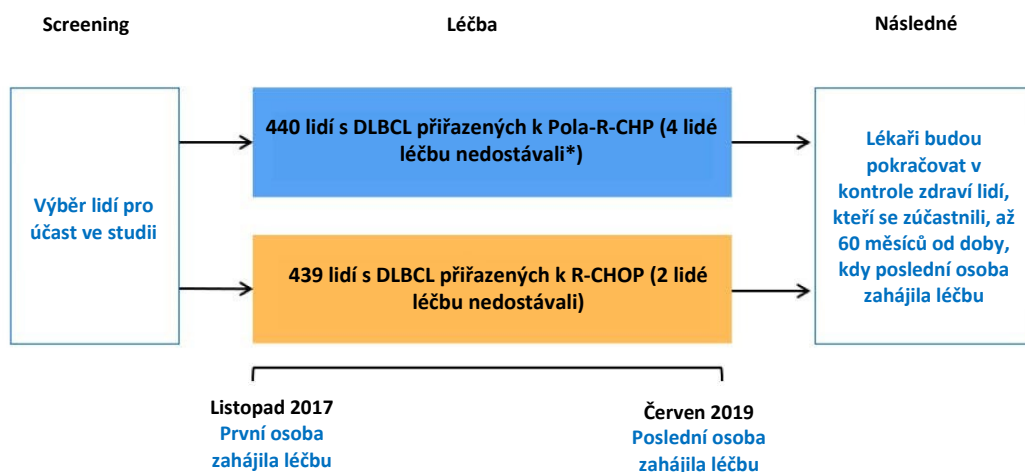 Screening
Léčba
Následné
Výběr lidí pro
účast ve studii
440 lidí s DLBCL přiřazených k Pola-R-CHP (4 lidé
léčbu nedostávali*)
439 lidí s DLBCL přiřazených k R-CHOP (2 lidé
léčbu nedostávali)
Lékaři budou
pokračovat v
kontrole zdraví lidí,
kteří se zúčastnili, až
60 měsíců od doby,
kdy poslední osoba
zahájila léčbu
Listopad 2017
První osoba
zahájila léčbu
Červen 2019
Poslední osoba
zahájila léčbu